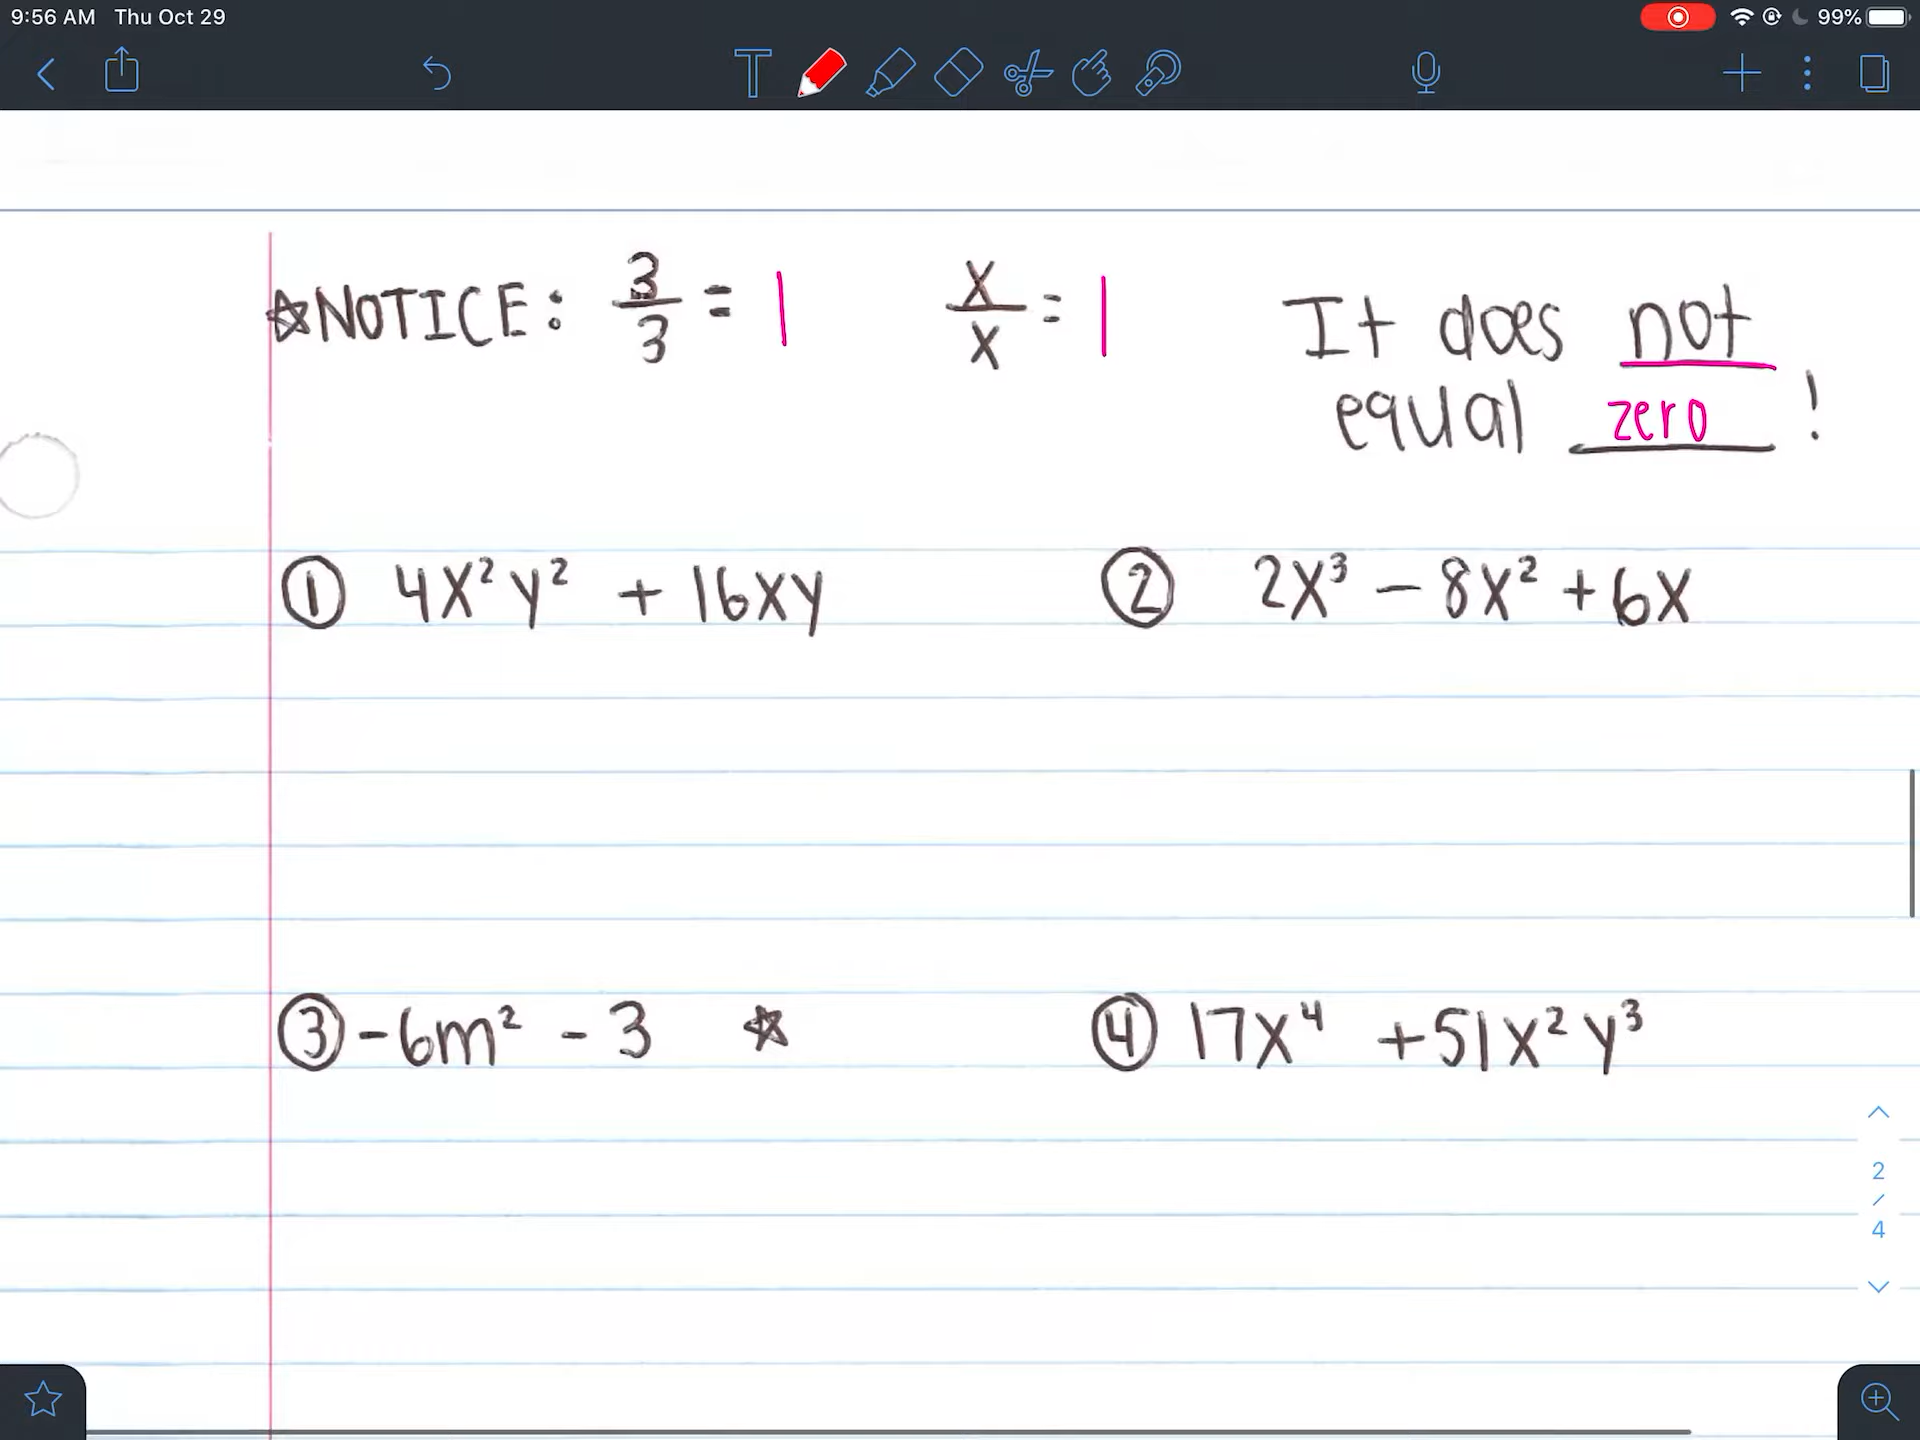 9:56 AM Thu Oct 29
99%
☆NOTICE: 3/3 = 1 x/x = 1 It does not
equal zero !
① 4x²y² + 16xy ② 2x³ - 8x² + 6x
③ -6m² - 3 ☆ ④ 17x⁴ + 51x²y³
2
/
4